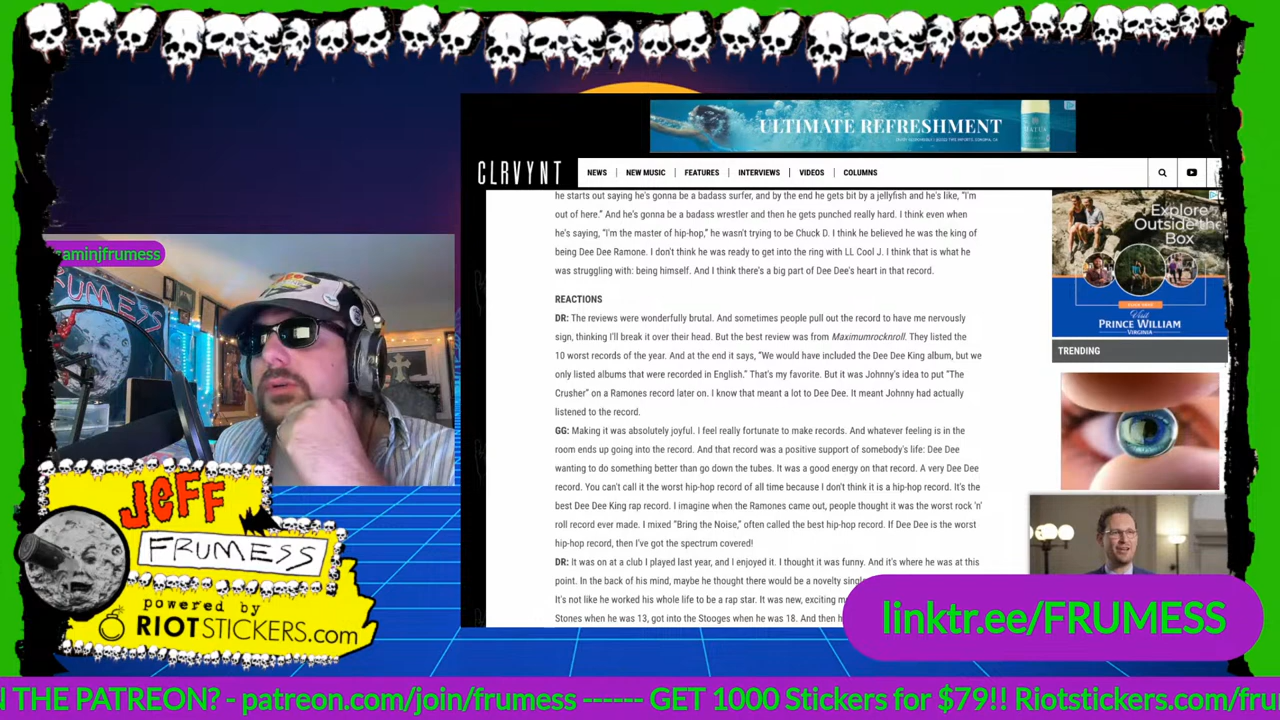 ULTIMATE REFRESHMENT
CLRVYNT
NEWS
NEW MUSIC
FEATURES
INTERVIEWS
VIDEOS
COLUMNS
he starts out saying he's gonna be a badass surfer, and by the end he gets bit by a jellyfish and he's like, "I'm
out of here." And he's gonna be a badass wrestler and then he gets punched really hard. I think even when
he's saying, "I'm the master of hip-hop," he wasn't trying to be Chuck D. I think he believed he was the king of
being Dee Dee Ramone. I don't think he was ready to get into the ring with LL Cool J. I think that is what he
was struggling with: being himself. And I think there's a big part of Dee Dee's heart in that record.
REACTIONS
DR: The reviews were wonderfully brutal. And sometimes people pull out the record to have me nervously
sign, thinking I'll break it over their head. But the best review was from Maximumrocknroll. They listed the
10 worst records of the year. And at the end it says, "We would have included the Dee Dee King album, but we
only listed albums that were recorded in English." That's my favorite. But it was Johnny's idea to put "The
Crusher" on a Ramones record later on. I know that meant a lot to Dee Dee. It meant Johnny had actually
listened to the record.
GG: Making it was absolutely joyful. I feel really fortunate to make records. And whatever feeling is in the
room ends up going into the record. And that record was a positive support of somebody's life: Dee Dee
wanting to do something better than go down the tubes. It was a good energy on that record. A very Dee Dee
record. You can't call it the worst hip-hop record of all time because I don't think it is a hip-hop record. It's the
best Dee Dee King rap record. I imagine when the Ramones came out, people thought it was the worst rock 'n'
roll record ever made. I mixed "Bring the Noise," often called the best hip-hop record. If Dee Dee is the worst
hip-hop record, then I've got the spectrum covered!
DR: It was on at a club I played last year, and I enjoyed it. I thought it was funny. And it's where he was at this
point. In the back of his mind, maybe he thought there would be a novelty single
It's not like he worked his whole life to be a rap star. It was new, exciting m
Stones when he was 13, got into the Stooges when he was 18. And then h
Explore
Outside the
Box
Visit
PRINCE WILLIAM
VIRGINIA
TRENDING
saminjfrumess
FRUMESS
JEFF
FRUMESS
powered by
RIOTSTICKERS.com
linktr.ee/FRUMESS
N THE PATREON? - patreon.com/join/frumess ------ GET 1000 Stickers for $79!! Riotstickers.com/fru